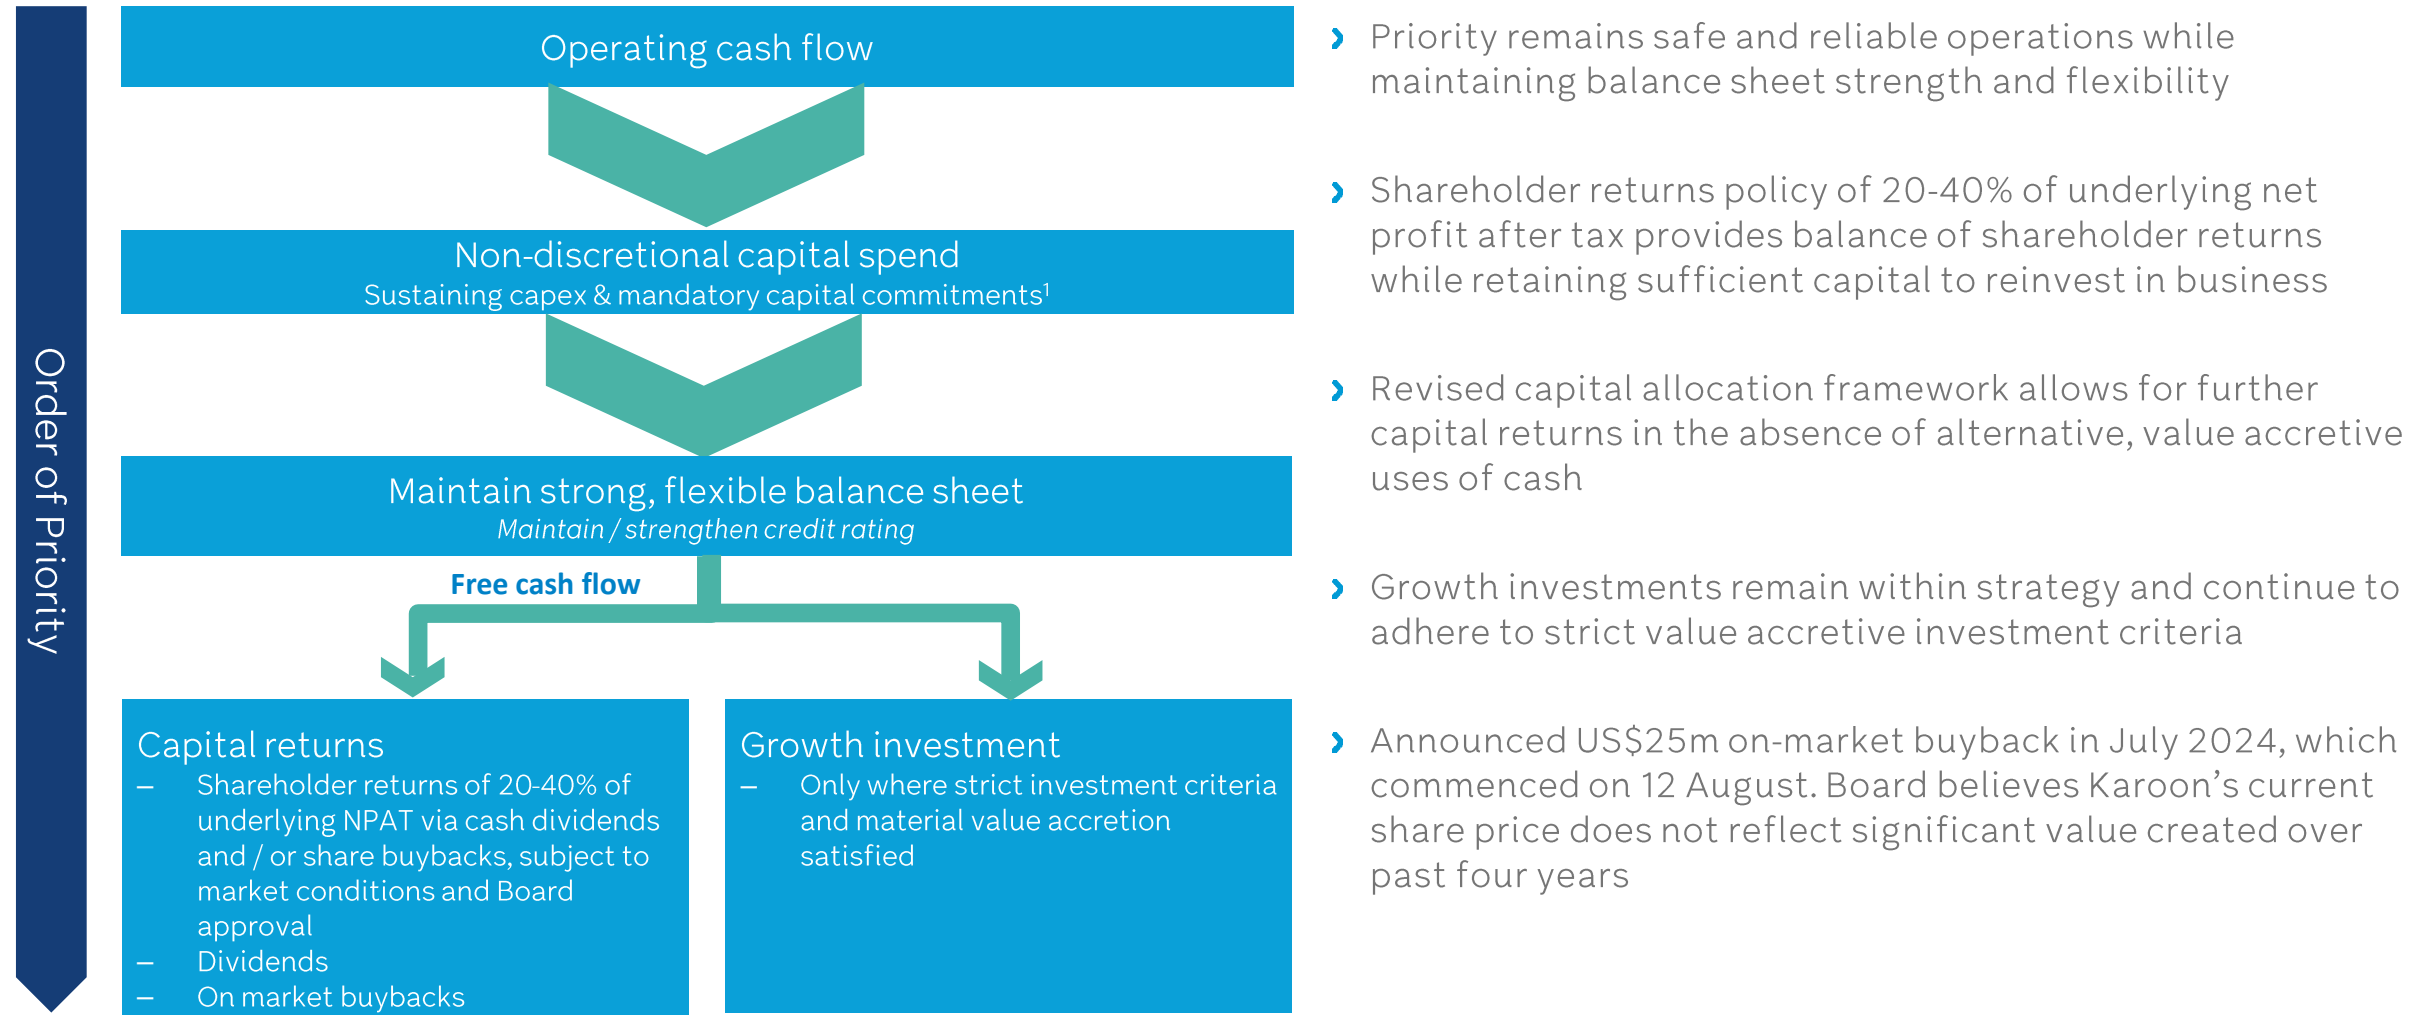 Order of Priority
Operating cash flow
Non-discretional capital spend
Sustaining capex & mandatory capital commitments¹
Maintain strong, flexible balance sheet
Maintain / strengthen credit rating
Free cash flow
Capital returns
– Shareholder returns of 20-40% of
underlying NPAT via cash dividends
and / or share buybacks, subject to
market conditions and Board
approval
– Dividends
– On market buybacks
Growth investment
– Only where strict investment criteria
and material value accretion
satisfied
› Priority remains safe and reliable operations while
maintaining balance sheet strength and flexibility
› Shareholder returns policy of 20-40% of underlying net
profit after tax provides balance of shareholder returns
while retaining sufficient capital to reinvest in business
› Revised capital allocation framework allows for further
capital returns in the absence of alternative, value accretive
uses of cash
› Growth investments remain within strategy and continue to
adhere to strict value accretive investment criteria
› Announced US$25m on-market buyback in July 2024, which
commenced on 12 August. Board believes Karoon’s current
share price does not reflect significant value created over
past four years